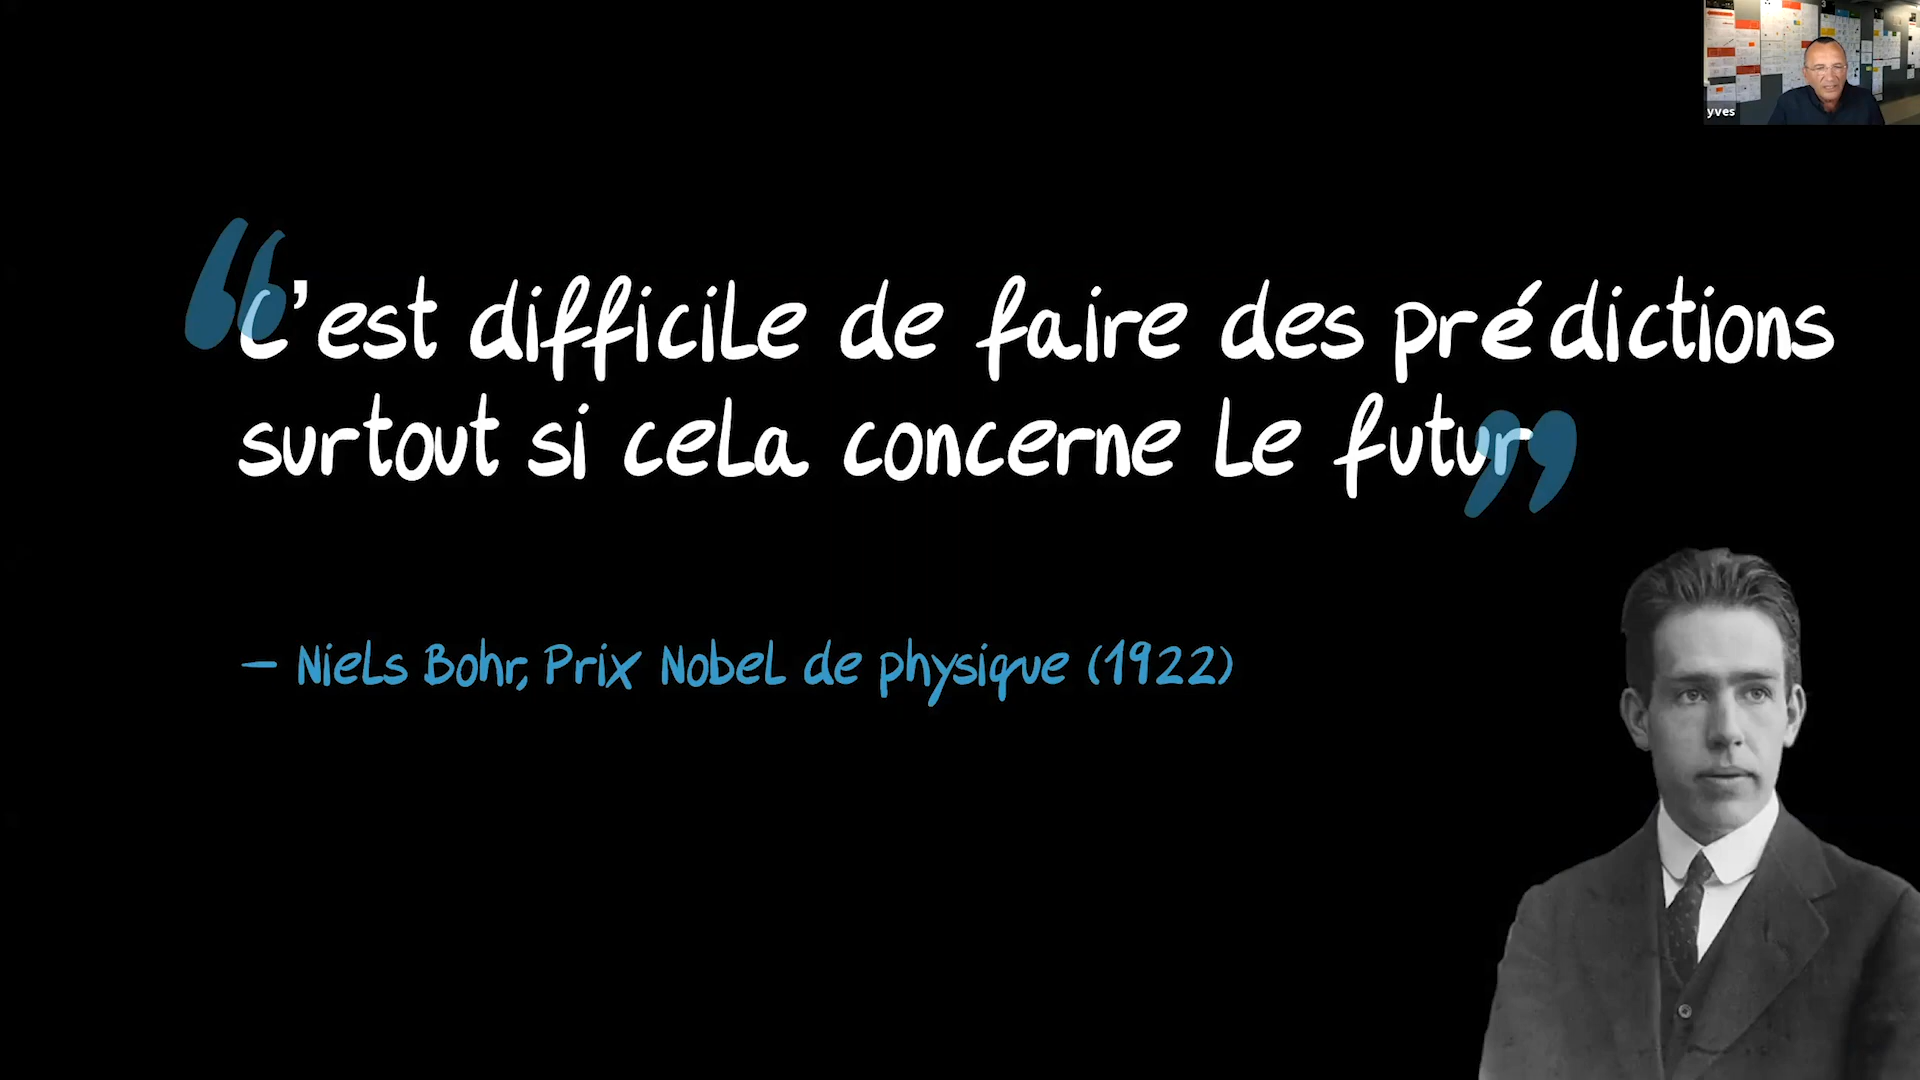 yves
“C’est difficile de faire des prédictions
surtout si cela concerne le futur”
– Niels Bohr, Prix Nobel de physique (1922)